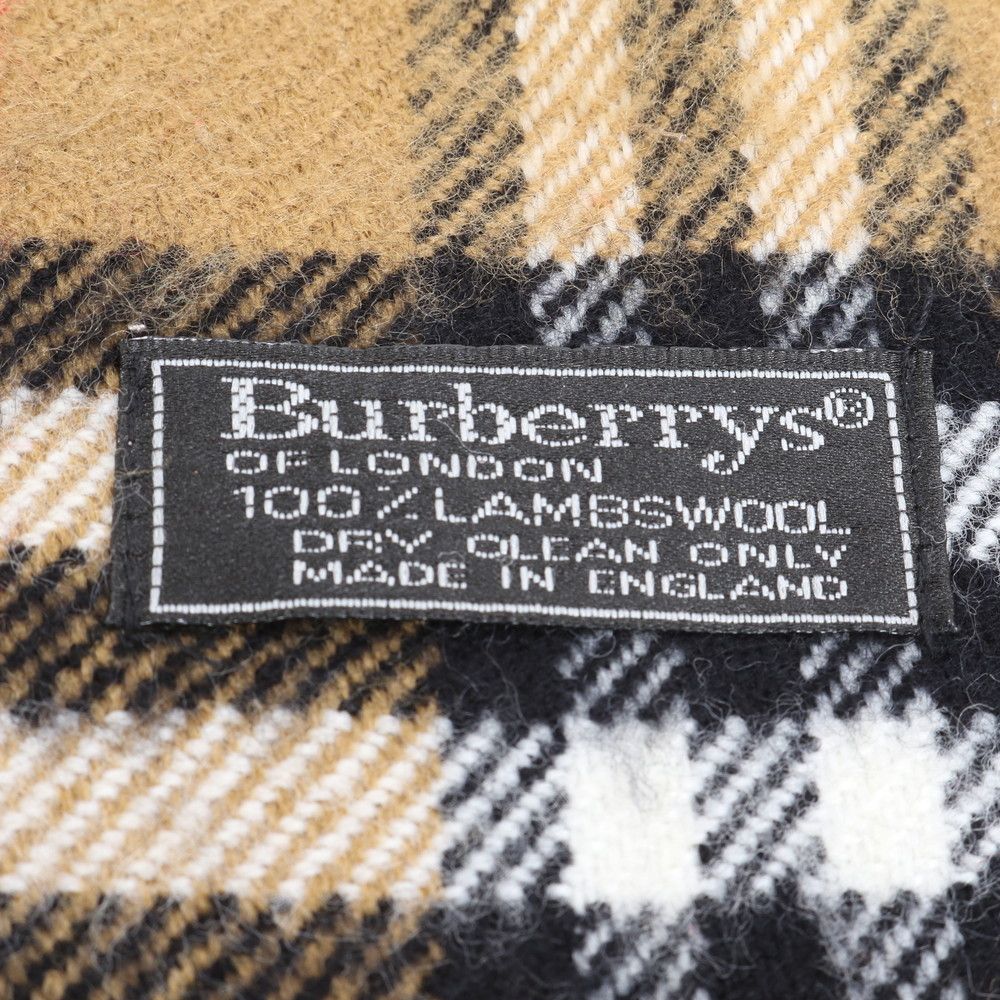 Burberrys®
OF LONDON
100% LAMBSWOOL
DRY CLEAN ONLY
MADE IN ENGLAND